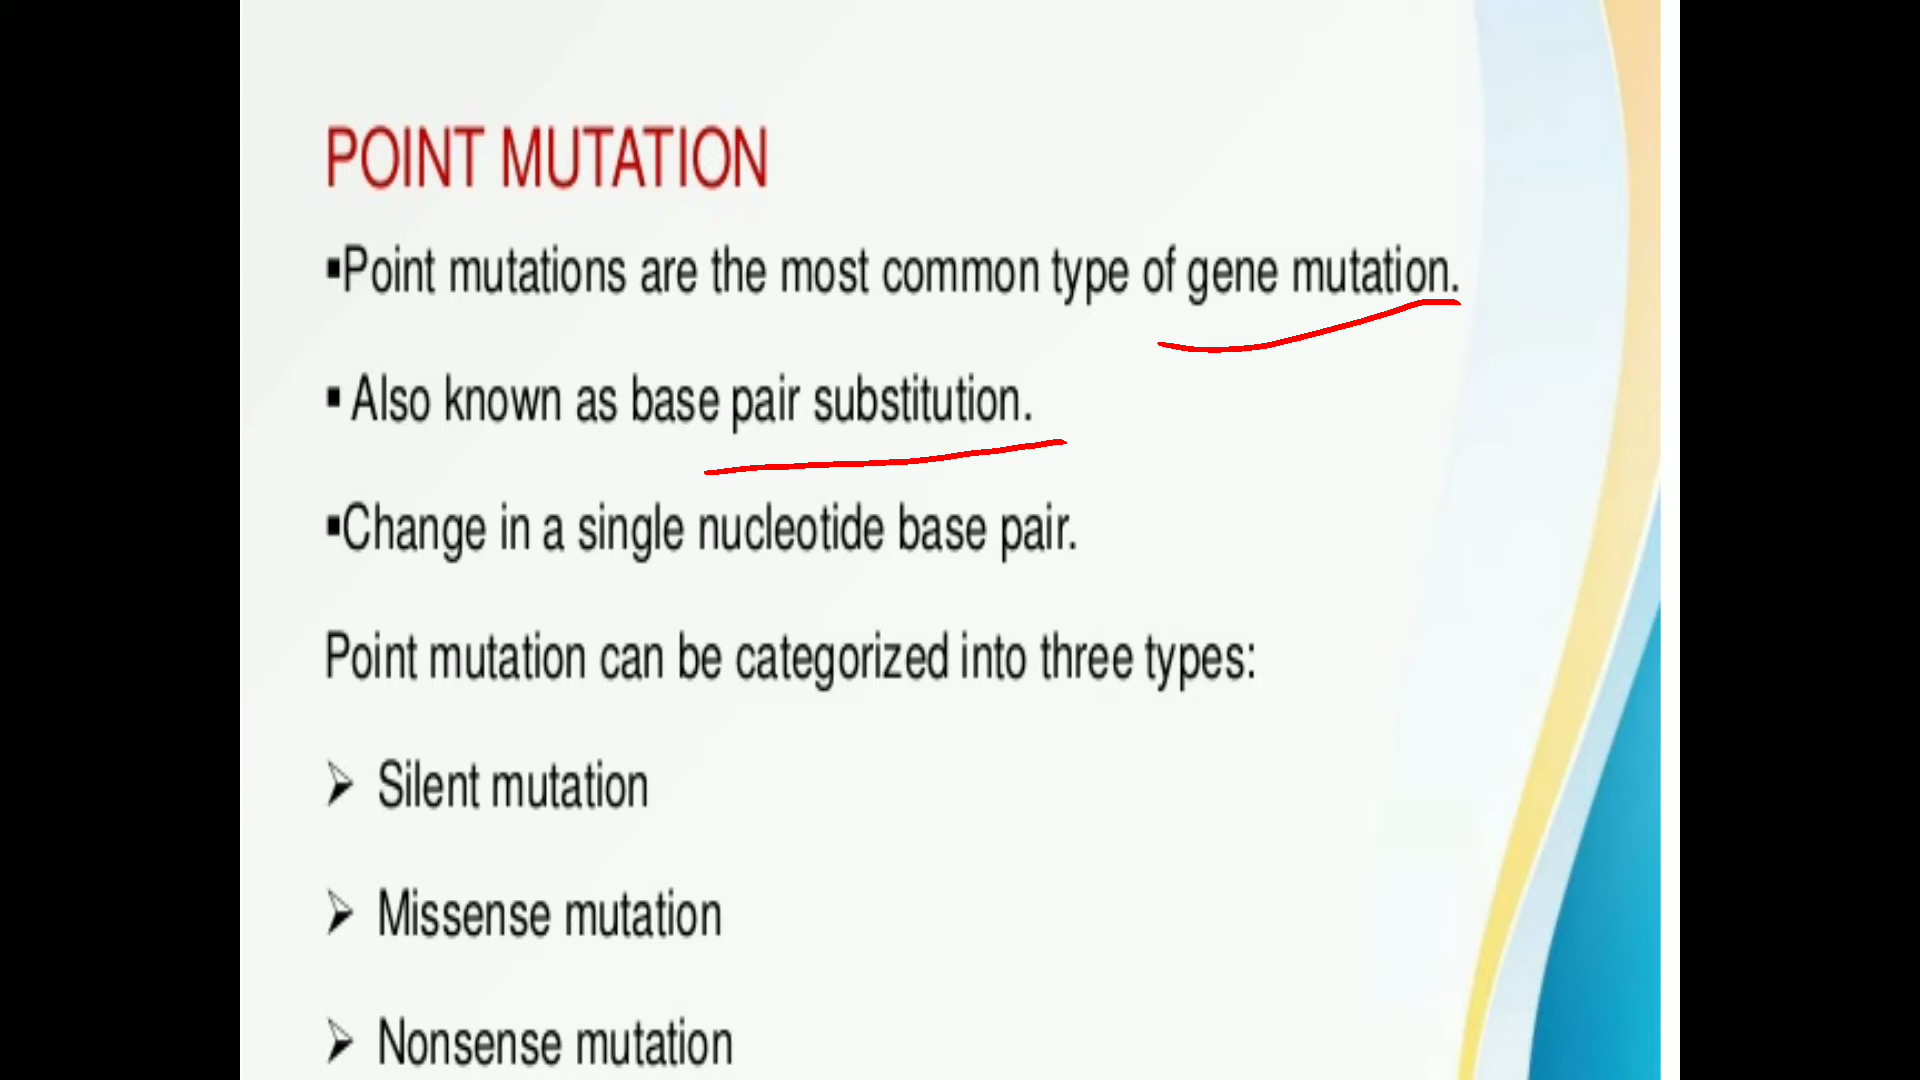 POINT MUTATION
▪Point mutations are the most common type of gene mutation.
▪ Also known as base pair substitution.
▪Change in a single nucleotide base pair.
Point mutation can be categorized into three types:
➢ Silent mutation
➢ Missense mutation
➢ Nonsense mutation